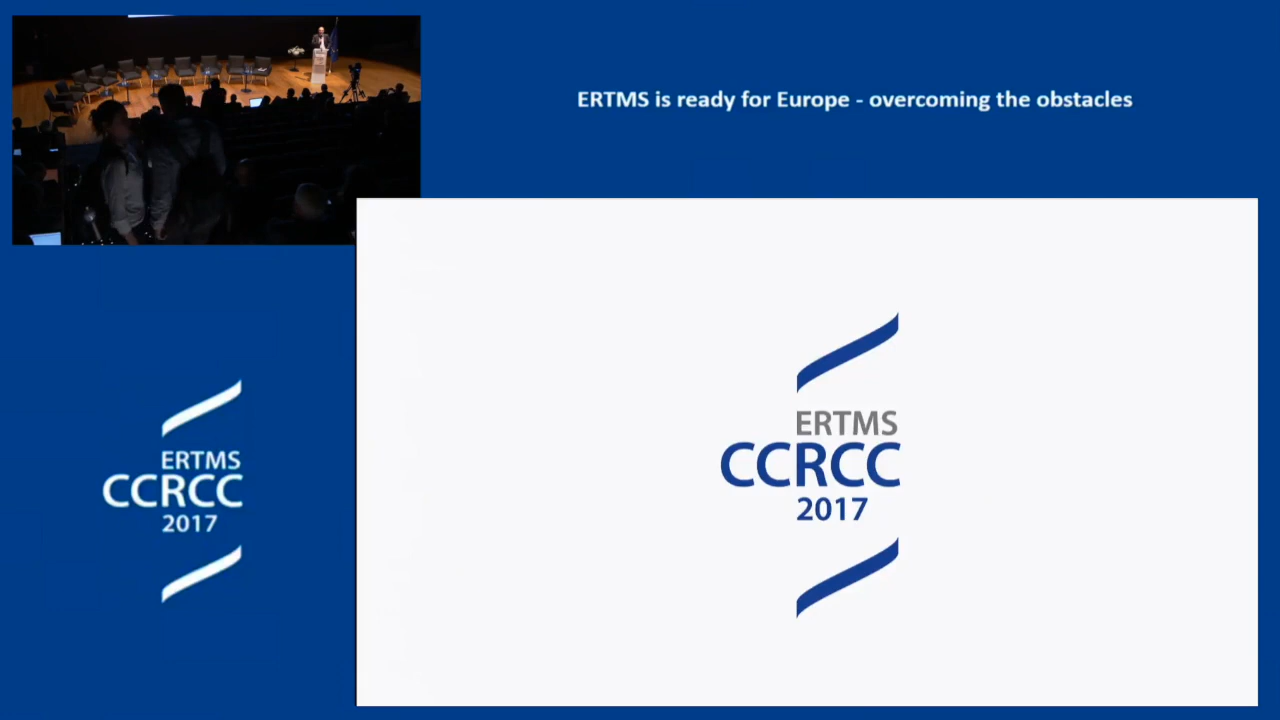 ERTMS is ready for Europe - overcoming the obstacles
ERTMS
CCRCC
2017
ERTMS
CCRCC
2017